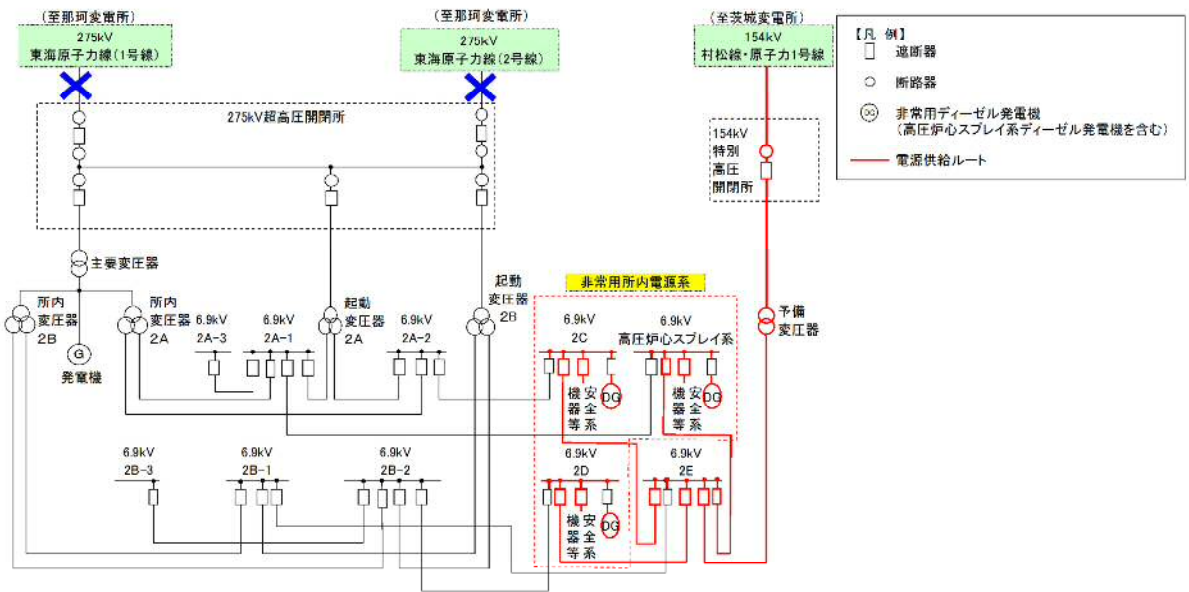 (至那珂変電所)
275kV
東海原子力線(1号線)
(至那珂変電所)
275kV
東海原子力線(2号線)
(至茨城変電所)
154kV
村松線・原子力1号線
【凡 例】
遮断器
断路器
DG
非常用ディーゼル発電機
(高圧炉心スプレイ系ディーゼル発電機を含む)
電源供給ルート
275kV超高圧開閉所
154kV
特別
高圧
開閉所
主要変圧器
所内
変圧器
2B
G
発電機
所内
変圧器
2A
6.9kV
2A-3
6.9kV
2A-1
起動
変圧器
2A
6.9kV
2A-2
起動
変圧器
2B
非常用所内電源系
6.9kV
2C
安全系
機器等
DG
6.9kV
高圧炉心スプレイ系
安全系
機器等
DG
予備
変圧器
6.9kV
2B-3
6.9kV
2B-1
6.9kV
2B-2
6.9kV
2D
安全系
機器等
DG
6.9kV
2E